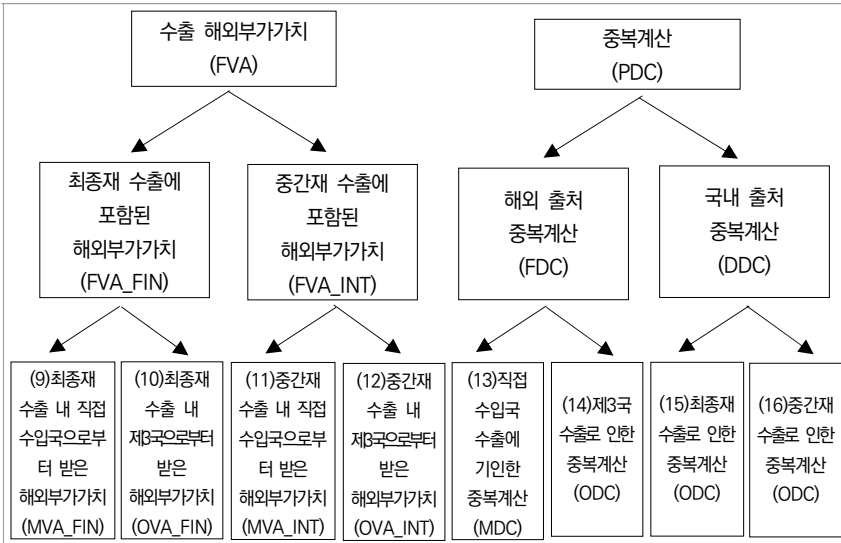 수출 해외부가가치
(FVA)
중복계산
(PDC)
최종재 수출에
포함된
해외부가가치
(FVA_FIN)
중간재 수출에
포함된
해외부가가치
(FVA_INT)
해외 출처
중복계산
(FDC)
국내 출처
중복계산
(DDC)
(9)최종재
수출 내 직접
수입국으로부
터 받은
해외부가가치
(MVA_FIN)
(10)최종재
수출 내
제3국으로부터
받은
해외부가가치
(OVA_FIN)
(11)중간재
수출 내 직접
수입국으로부
터 받은
해외부가가치
(MVA_INT)
(12)중간재
수출 내
제3국으로부터
받은
해외부가가치
(OVA_INT)
(13)직접
수입국
수출에
기인한
중복계산
(MDC)
(14)제3국
수출로 인한
중복계산
(ODC)
(15)최종재
수출로 인한
중복계산
(ODC)
(16)중간재
수출로 인한
중복계산
(ODC)